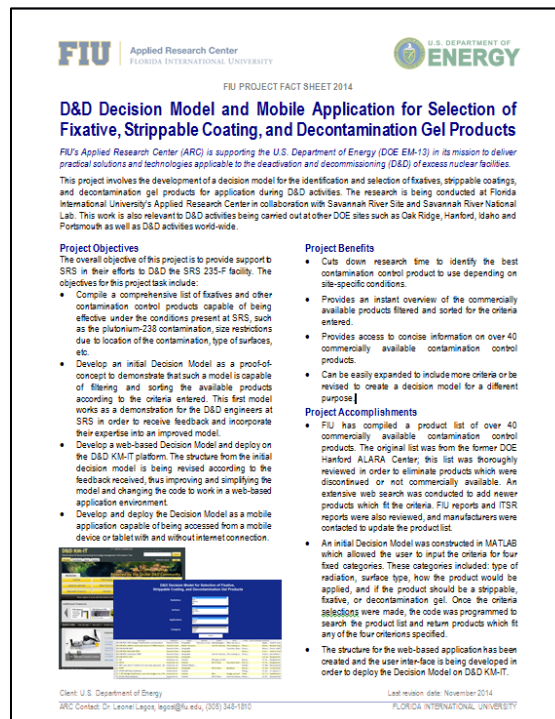 FIU
Applied Research Center
FLORIDA INTERNATIONAL UNIVERSITY
U.S. DEPARTMENT OF
ENERGY
FIU PROJECT FACT SHEET 2014
D&D Decision Model and Mobile Application for Selection of
Fixative, Strippable Coating, and Decontamination Gel Products
FIU's Applied Research Center (ARC) is supporting the U.S. Department of Energy (DOE EM-13) in its mission to deliver
practical solutions and technologies applicable to the deactivation and decommissioning (D&D) of excess nuclear facilities.
This project involves the development of a decision model for the identification and selection of fixatives, strippable coatings,
and decontamination gel products for application during D&D activities. The research is being conducted at Florida
International University's Applied Research Center in collaboration with Savannah River Site and Savannah River National
Lab. This work is also relevant to D&D activities being carried out at other DOE sites such as Oak Ridge, Hanford, Idaho and
Portsmouth as well as D&D activities world-wide.
Project Objectives
The overall objective of this project is to provide support to
SRS in their efforts to D&D the SRS 235-F facility. The
objectives for this project task include:
• Compile a comprehensive list of fixatives and other
contamination control products capable of being
effective under the conditions present at SRS, such
as the plutonium-238 contamination, size restrictions
due to location of the contamination, type of surfaces,
etc.
• Develop an initial Decision Model as a proof-of-
concept to demonstrate that such a model is capable
of filtering and sorting the available products
according to the criteria entered. This first model
works as a demonstration for the D&D engineers at
SRS in order to receive feedback and incorporate
their expertise into an improved model.
• Develop a web-based Decision Model and deploy on
the D&D KM-IT platform. The structure from the initial
decision model is being revised according to the
feedback received, thus improving and simplifying the
model and changing the code to work in a web-based
application environment.
• Develop and deploy the Decision Model as a mobile
application capable of being accessed from a mobile
device or tablet with and without internet connection.
D&D KM-IT
D&D Decision Model for Selection of Fixative,
Strippable Coating, and Decontamination Gel Products
Project Benefits
• Cuts down research time to identify the best
contamination control product to use depending on
site-specific conditions.
• Provides an instant overview of the commercially
available products filtered and sorted for the criteria
entered.
• Provides access to concise information on over 40
commercially available contamination control
products.
• Can be easily expanded to include more criteria or be
revised to create a decision model for a different
purpose.
Project Accomplishments
• FIU has compiled a product list of over 40
commercially available contamination control
products. The original list was from the former DOE
Hanford ALARA Center; this list was thoroughly
reviewed in order to eliminate products which were
discontinued or not commercially available. An
extensive web search was conducted to add newer
products which fit the criteria. FIU reports and ITSR
reports were also reviewed, and manufacturers were
contacted to update the product list.
• An initial Decision Model was constructed in MATLAB
which allowed the user to input the criteria for four
fixed categories. These categories included: type of
radiation, surface type, how the product would be
applied, and if the product should be a strippable,
fixative, or decontamination gel. Once the criteria
selections were made, the code was programmed to
search the product list and return products which fit
any of the four criterions specified.
• The structure for the web-based application has been
created and the user inter-face is being developed in
order to deploy the Decision Model on D&D KM-IT.
Client: U.S. Department of Energy
Last revision date: November 2014
ARC Contact: Dr. Leonel Lagos, lagosl@fiu.edu, (305) 348-1810
FLORIDA INTERNATIONAL UNIVERSITY